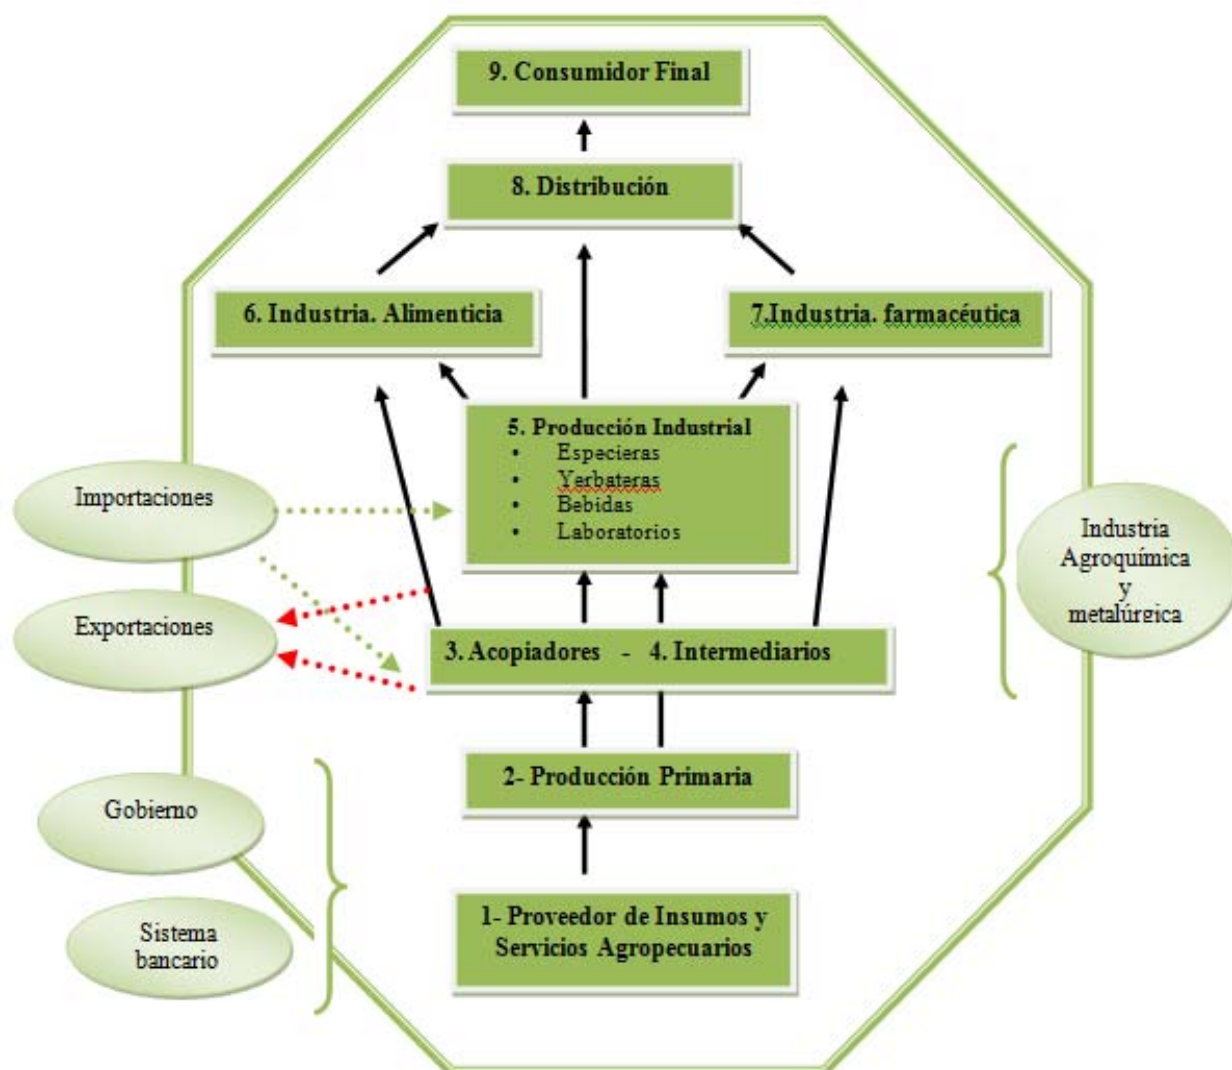 9. Consumidor Final
8. Distribución
6. Industria. Alimenticia
7.Industria. farmacéutica
5. Producción Industrial
• Especieras
• Yerbateras
• Bebidas
• Laboratorios
Importaciones
Industria
Agroquímica
y
metalúrgica
Exportaciones
3. Acopiadores - 4. Intermediarios
2- Producción Primaria
Gobierno
1- Proveedor de Insumos y
Servicios Agropecuarios
Sistema
bancario